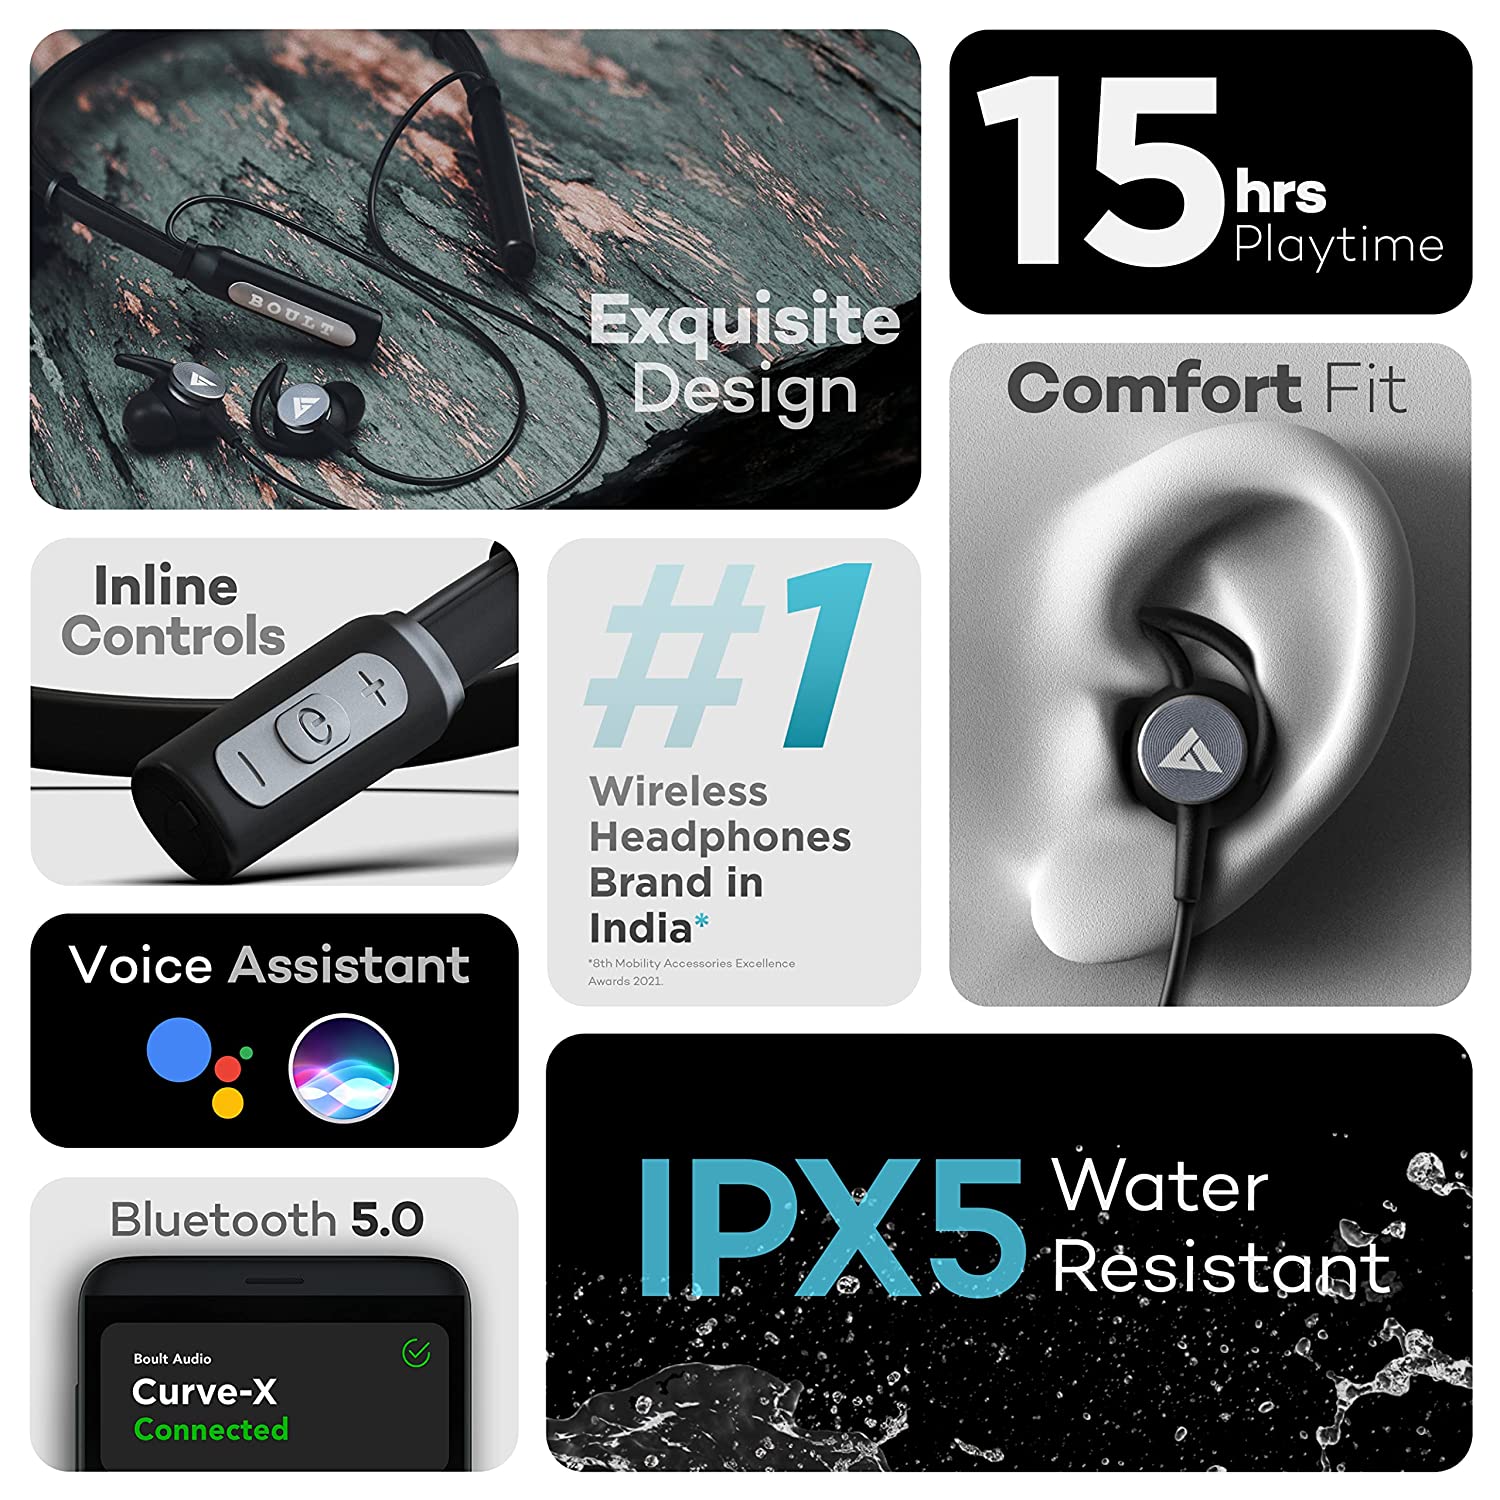 BOULT
Exquisite
Design
15
hrs
Playtime
Comfort Fit
Inline
Controls
#1
Wireless
Headphones
Brand in
India*
*8th Mobility Accessories Excellence
Awards 2021.
Voice Assistant
Bluetooth 5.0
Boult Audio
Curve-X
Connected
IPX5
Water
Resistant